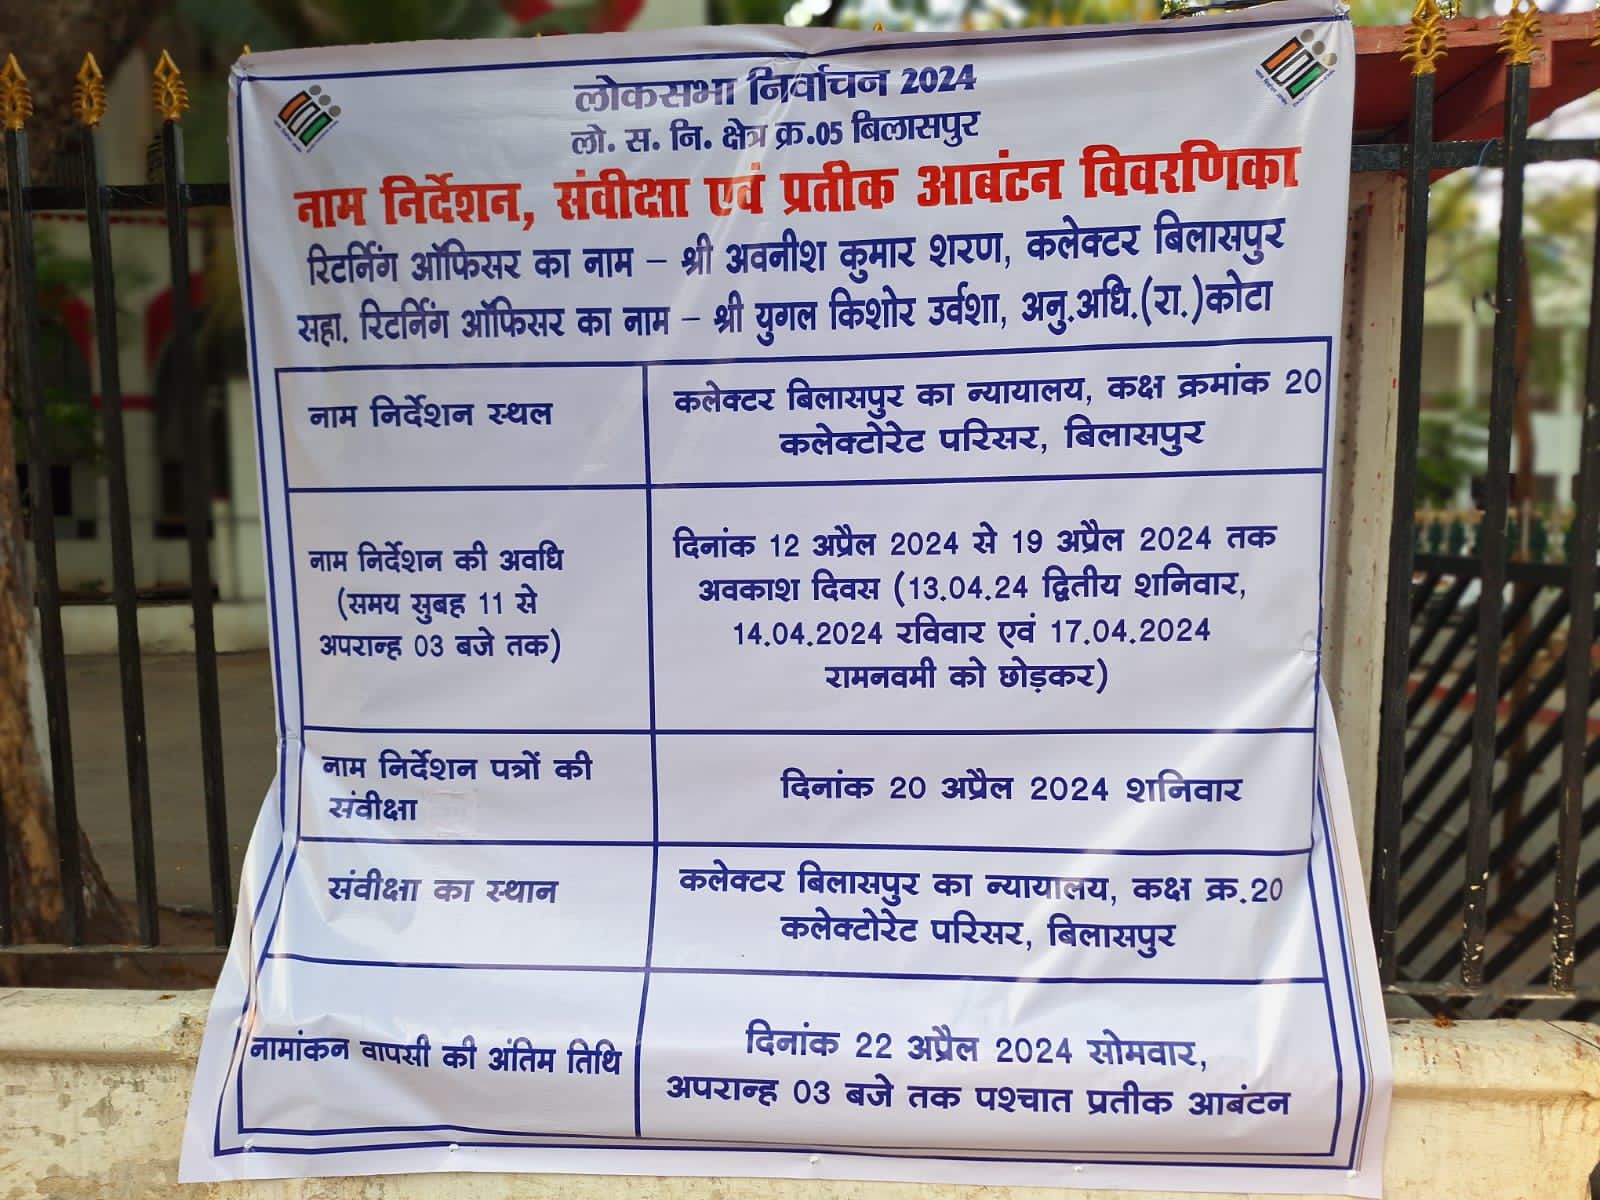 लोकसभा निर्वाचन 2024
लो. स. नि. क्षेत्र क्र.05 बिलासपुर
नाम निर्देशन, संवीक्षा एवं प्रतीक आबंटन विवरणिका
रिटर्निंग ऑफिसर का नाम – श्री अवनीश कुमार शरण, कलेक्टर बिलासपुर
सहा. रिटर्निंग ऑफिसर का नाम – श्री युगल किशोर उर्वशा, अनु.अधि.(रा.)कोटा
नाम निर्देशन स्थल
कलेक्टर बिलासपुर का न्यायालय, कक्ष क्रमांक 20
कलेक्टोरेट परिसर, बिलासपुर
नाम निर्देशन की अवधि
(समय सुबह 11 से
अपरान्ह 03 बजे तक)
दिनांक 12 अप्रैल 2024 से 19 अप्रैल 2024 तक
अवकाश दिवस (13.04.24 द्वितीय शनिवार,
14.04.2024 रविवार एवं 17.04.2024
रामनवमी को छोड़कर)
नाम निर्देशन पत्रों की
संवीक्षा
दिनांक 20 अप्रैल 2024 शनिवार
संवीक्षा का स्थान
कलेक्टर बिलासपुर का न्यायालय, कक्ष क्र.20
कलेक्टोरेट परिसर, बिलासपुर
नामांकन वापसी की अंतिम तिथि
दिनांक 22 अप्रैल 2024 सोमवार,
अपरान्ह 03 बजे तक पश्चात प्रतीक आबंटन